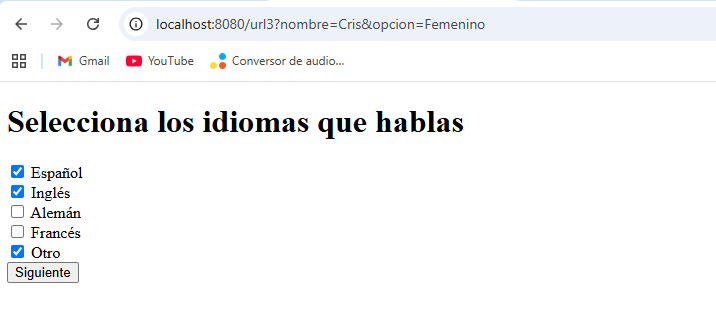 localhost:8080/url3?nombre=Cris&opcion=Femenino
Gmail YouTube Conversor de audio...
Selecciona los idiomas que hablas
Español
Inglés
Alemán
Francés
Otro
Siguiente